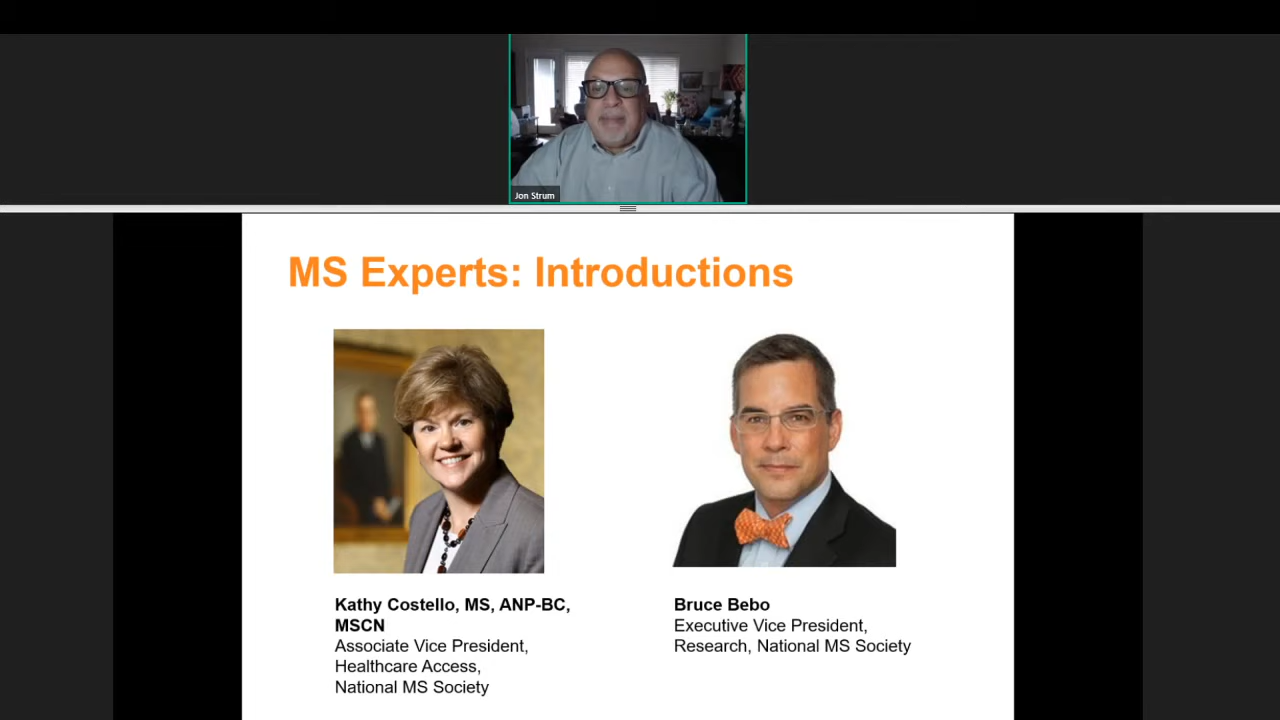 Jon Strum
MS Experts: Introductions
Kathy Costello, MS, ANP-BC,
MSCN
Associate Vice President,
Healthcare Access,
National MS Society
Bruce Bebo
Executive Vice President,
Research, National MS Society